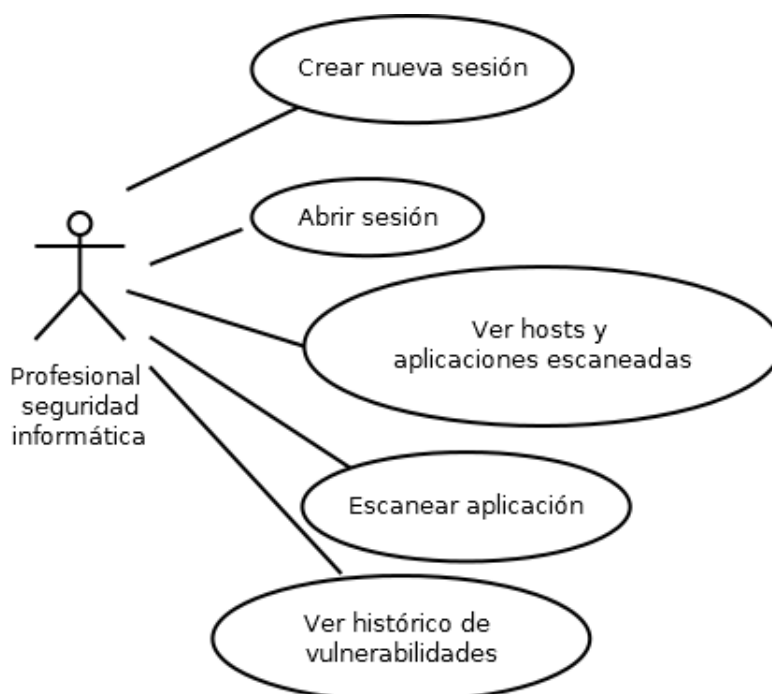 Crear nueva sesión
Abrir sesión
Ver hosts y
aplicaciones escaneadas
Profesional
seguridad
informática
Escanear aplicación
Ver histórico de
vulnerabilidades